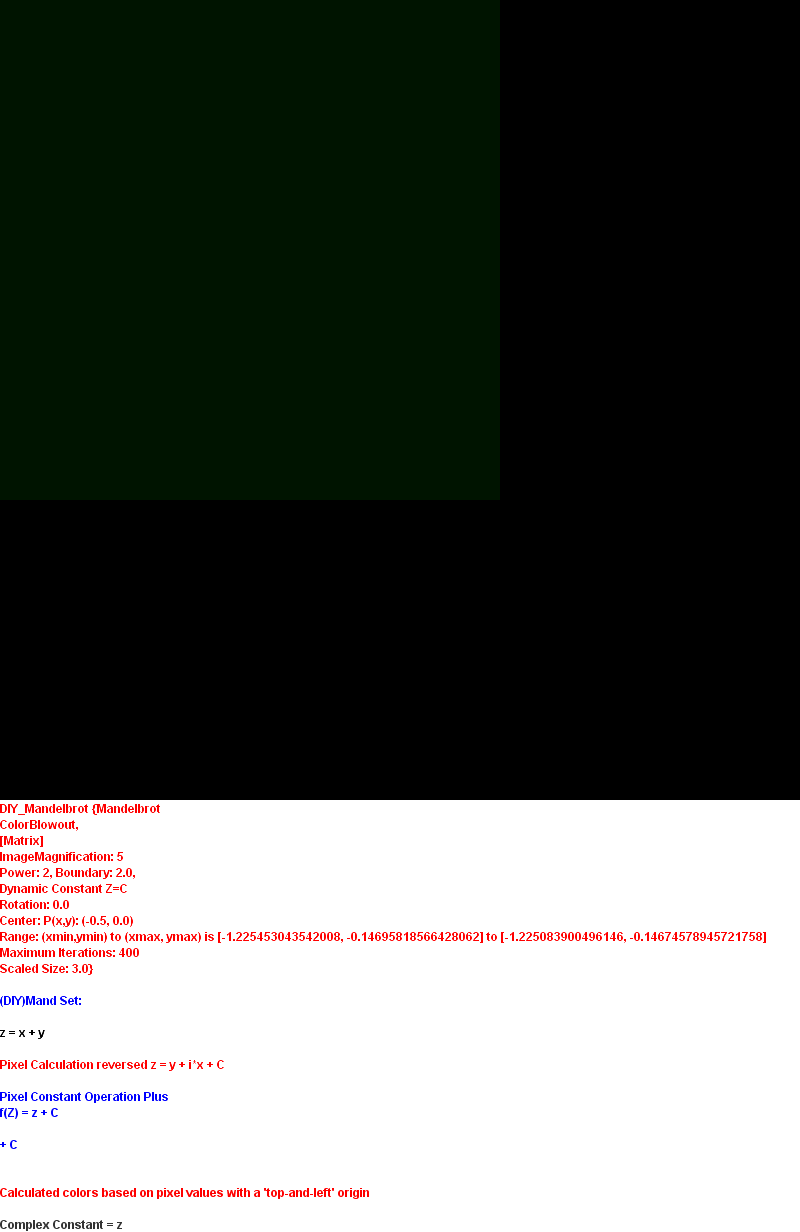 DIY_Mandelbrot {Mandelbrot
ColorBlowout,
[Matrix]
ImageMagnification: 5
Power: 2, Boundary: 2.0,
Dynamic Constant Z=C
Rotation: 0.0
Center: P(x,y): (-0.5, 0.0)
Range: (xmin,ymin) to (xmax, ymax) is [-1.225453043542008, -0.14695818566428062] to [-1.225083900496146, -0.14674578945721758]
Maximum Iterations: 400
Scaled Size: 3.0}
(DIY)Mand Set:
z = x + y
Pixel Calculation reversed z = y + i*x + C
Pixel Constant Operation Plus
f(Z) = z + C
+ C
Calculated colors based on pixel values with a 'top-and-left' origin
Complex Constant = z